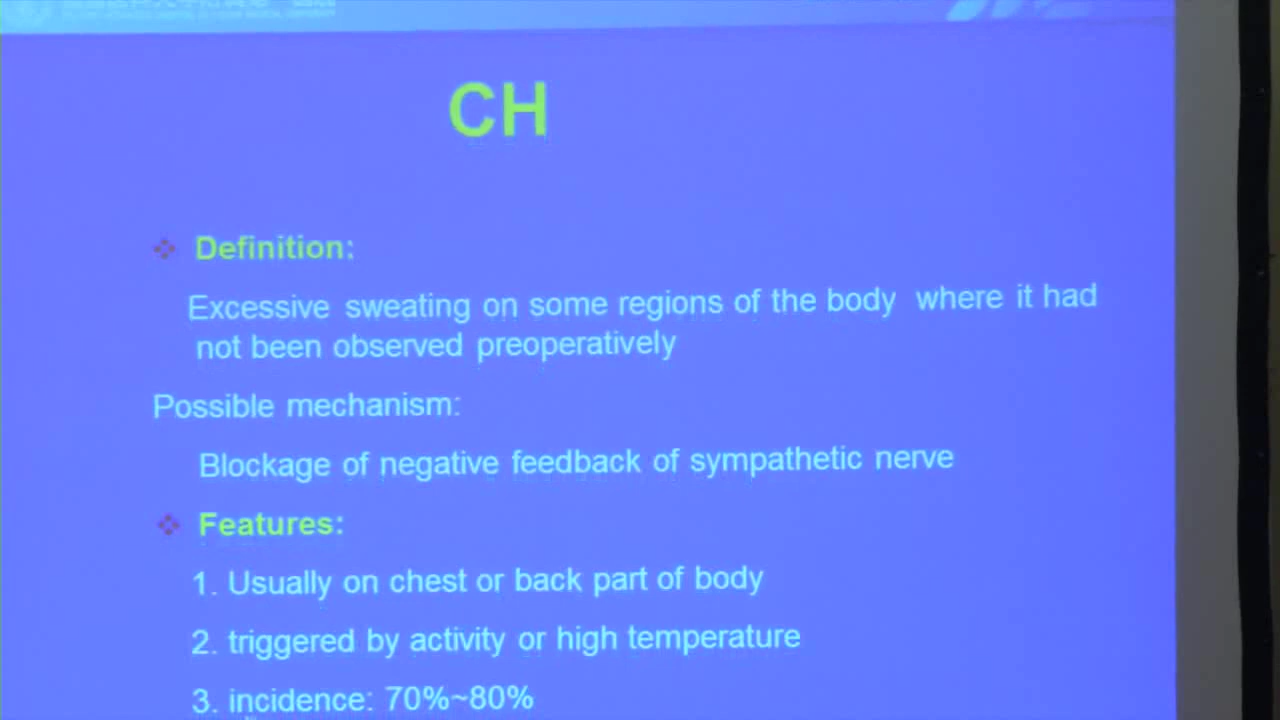 CH
Definition:
Excessive sweating on some regions of the body where it had
not been observed preoperatively
Possible mechanism:
Blockage of negative feedback of sympathetic nerve
Features:
1. Usually on chest or back part of body
2. triggered by activity or high temperature
3. incidence: 70%~80%